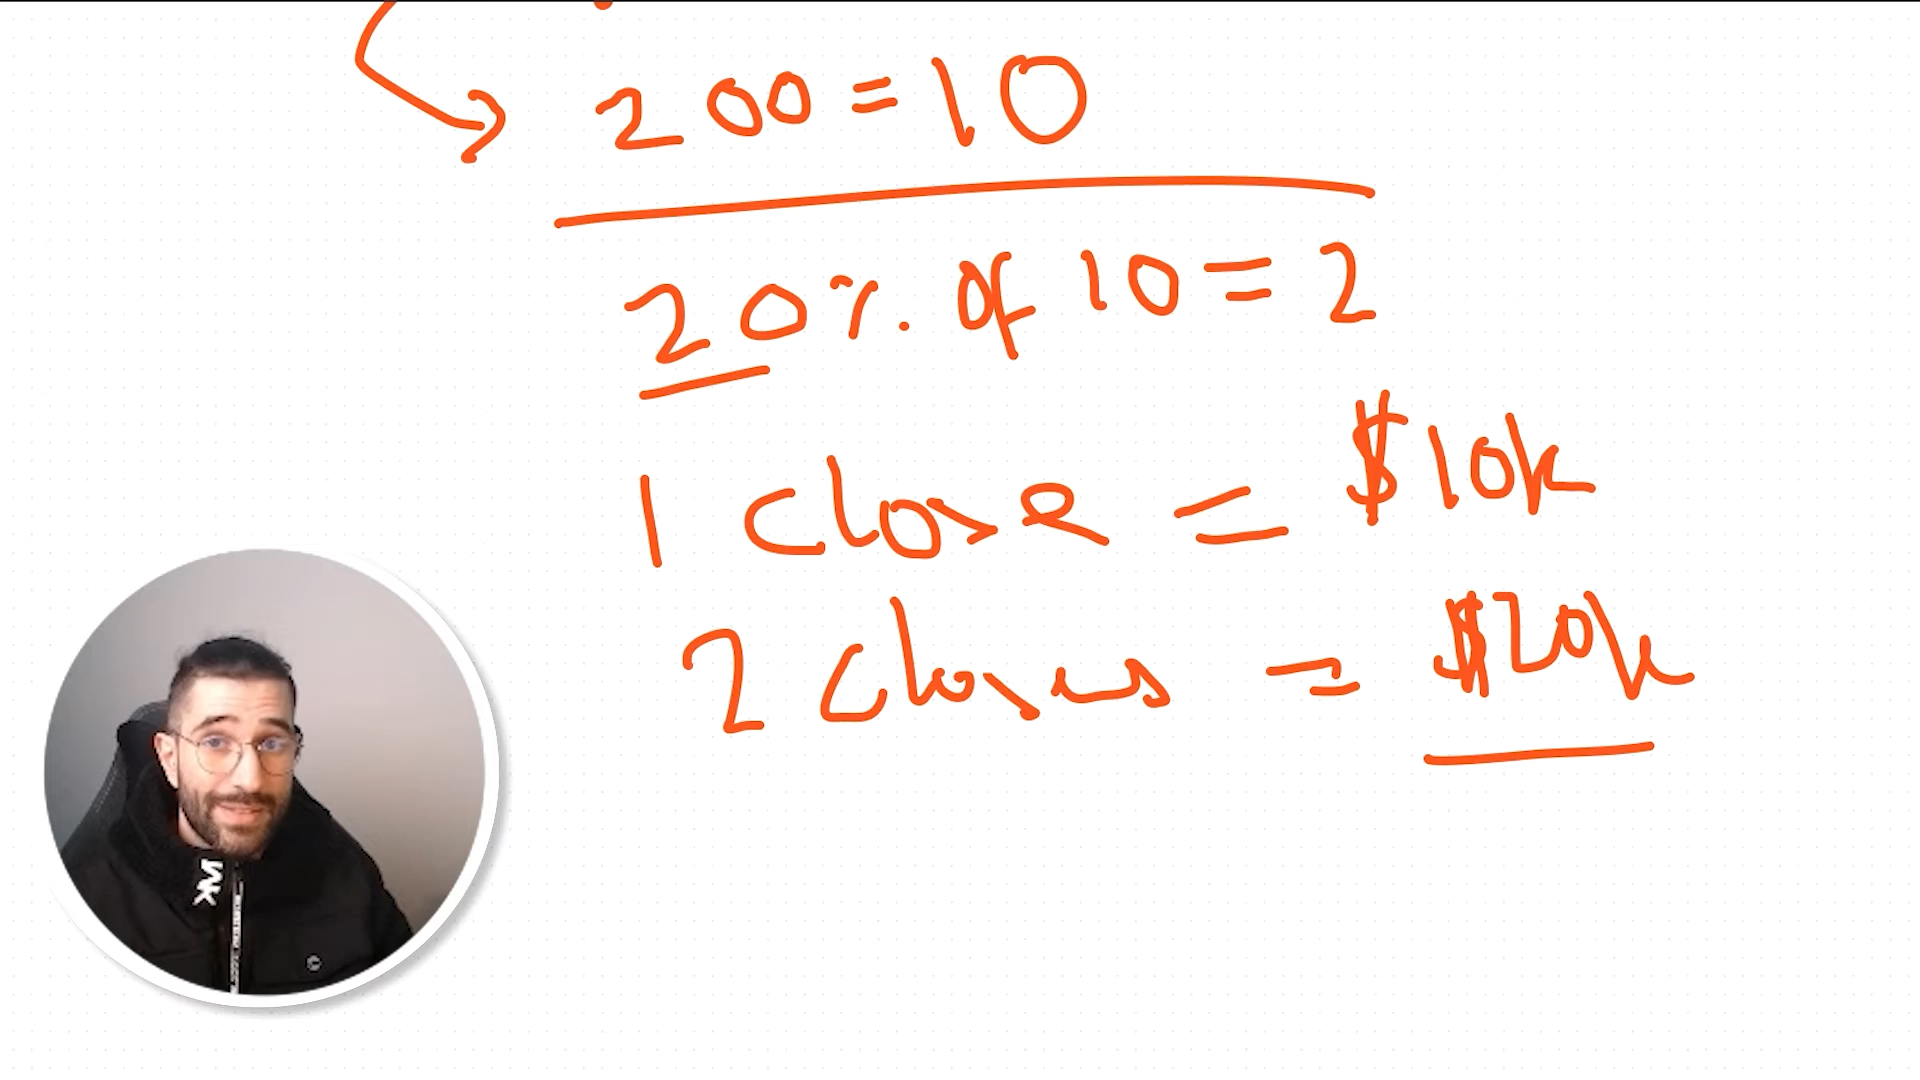 200 = 10
20% of 10 = 2
1 close = $10k
2 closes = $20k